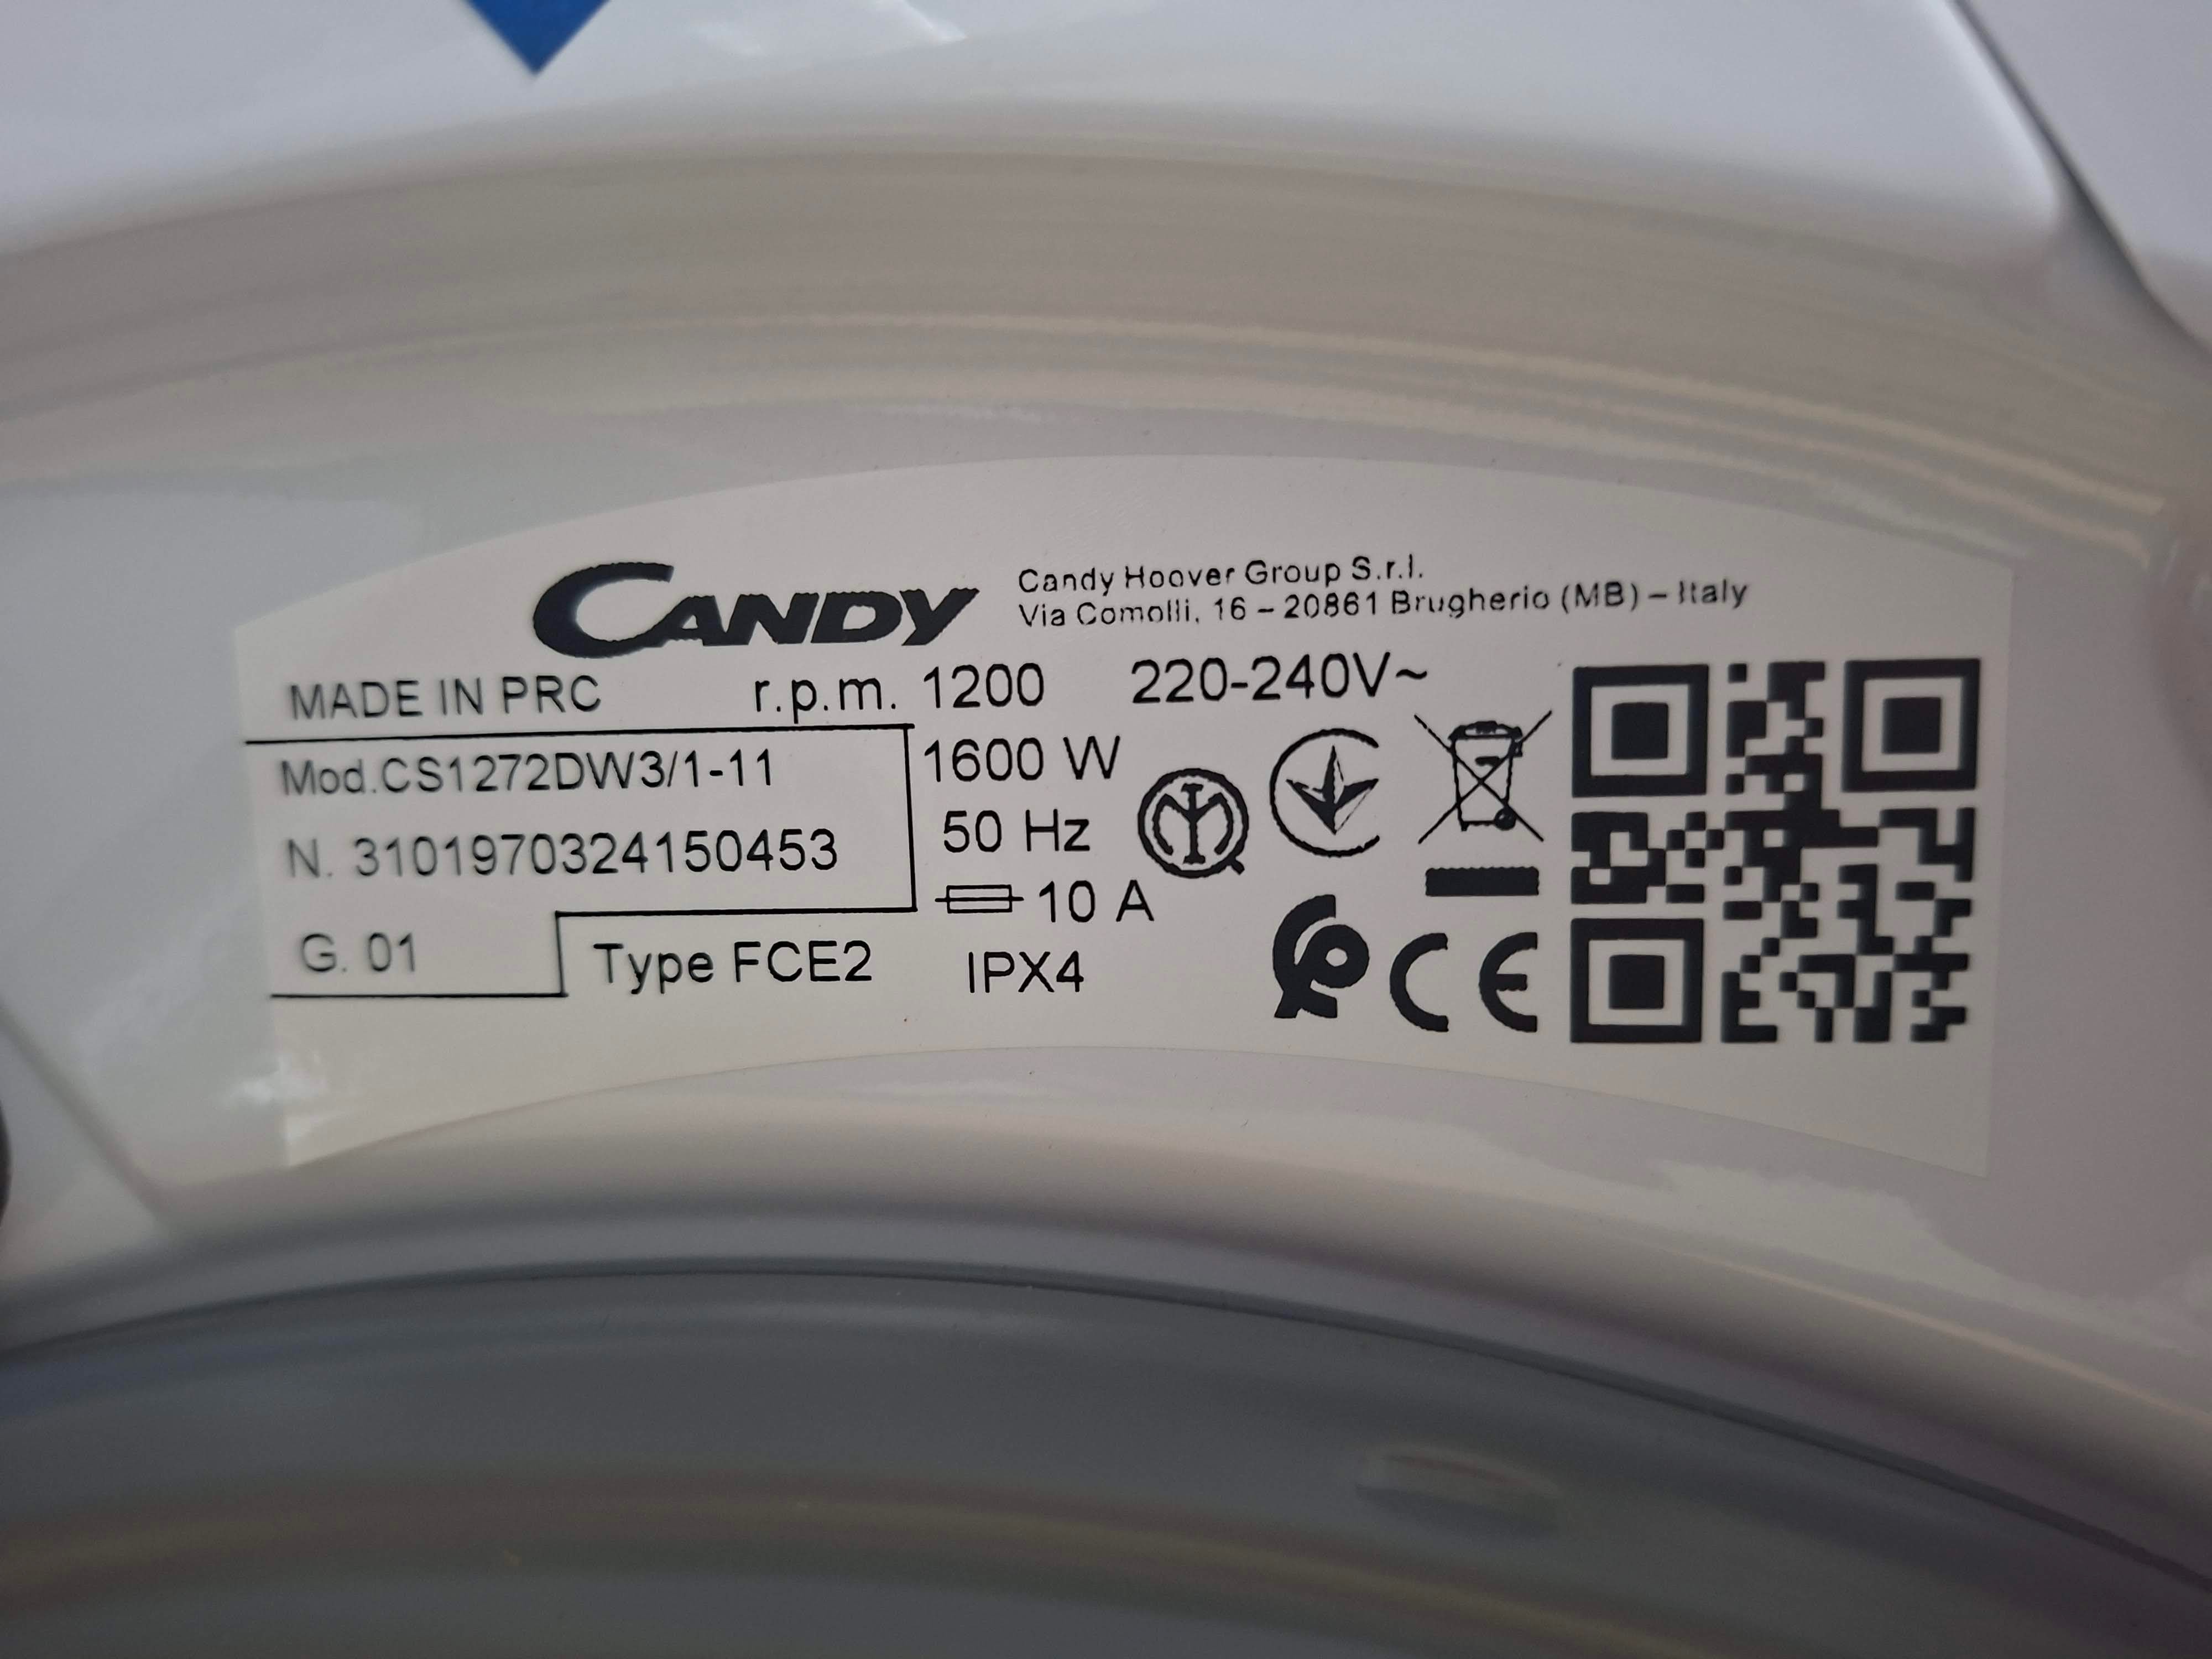 CANDY
Candy Hoover Group S.r.l.
Via Comolli, 16 – 20861 Brugherio (MB) – Italy
MADE IN PRC r.p.m. 1200 220-240V~
Mod.CS1272DW3/1-11
1600 W
N. 3101970324150453
50 Hz
10 A
G. 01
Type FCE2
IPX4
CE